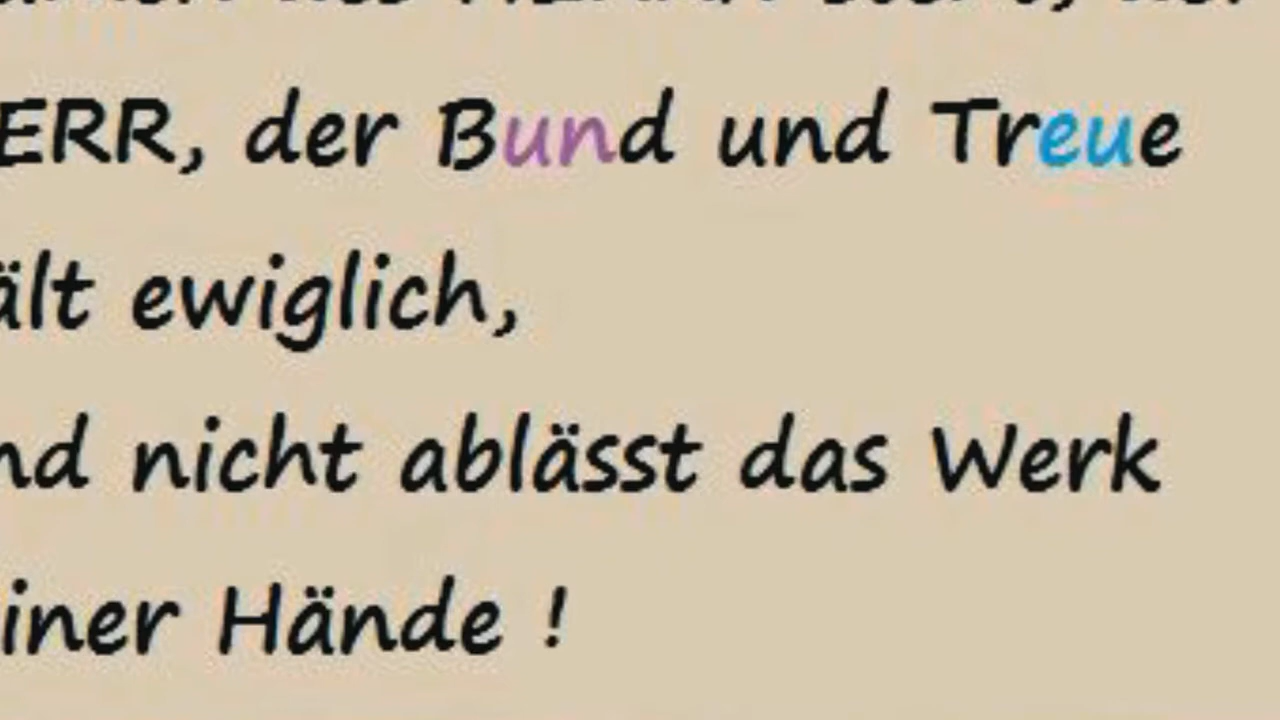 ERR, der Bund und Treue
ält ewiglich,
nd nicht ablässt das Werk
iner Hände !